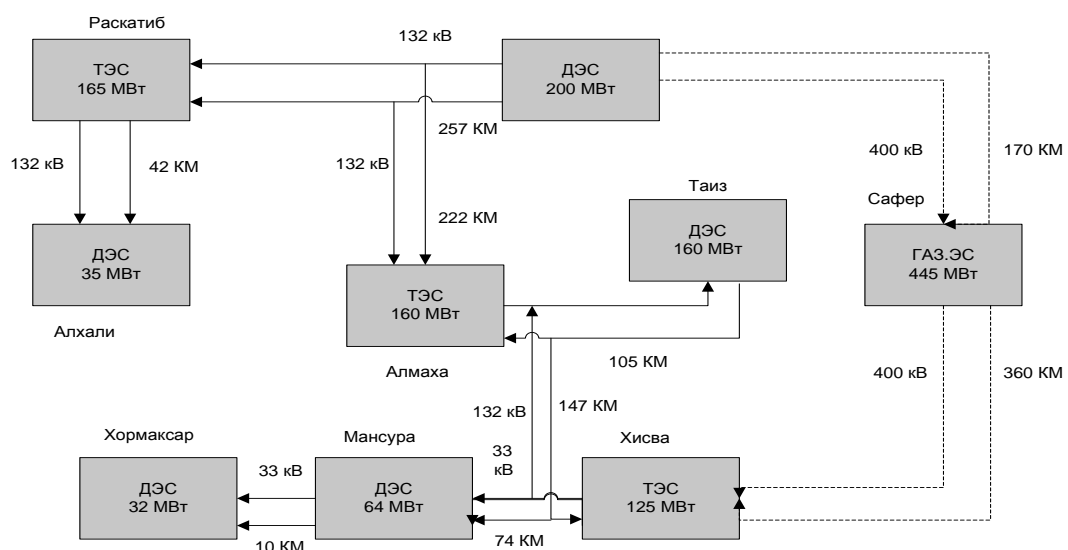 Раскатиб
132 кВ
ТЭС
165 МВт
ДЭС
200 МВт
257 КМ
132 кВ
42 КМ
132 кВ
400 кВ
170 КМ
Таиз
Сафер
222 КМ
ДЭС
35 МВт
ДЭС
160 МВт
ГАЗ.ЭС
445 МВт
ТЭС
160 МВт
Алхали
Алмаха
105 КМ
400 кВ
360 КМ
132 кВ
147 КМ
Хормаксар
Мансура
33
кВ
Хисва
33 кВ
ДЭС
32 МВт
ДЭС
64 МВт
ТЭС
125 МВт
10 КМ
74 КМ